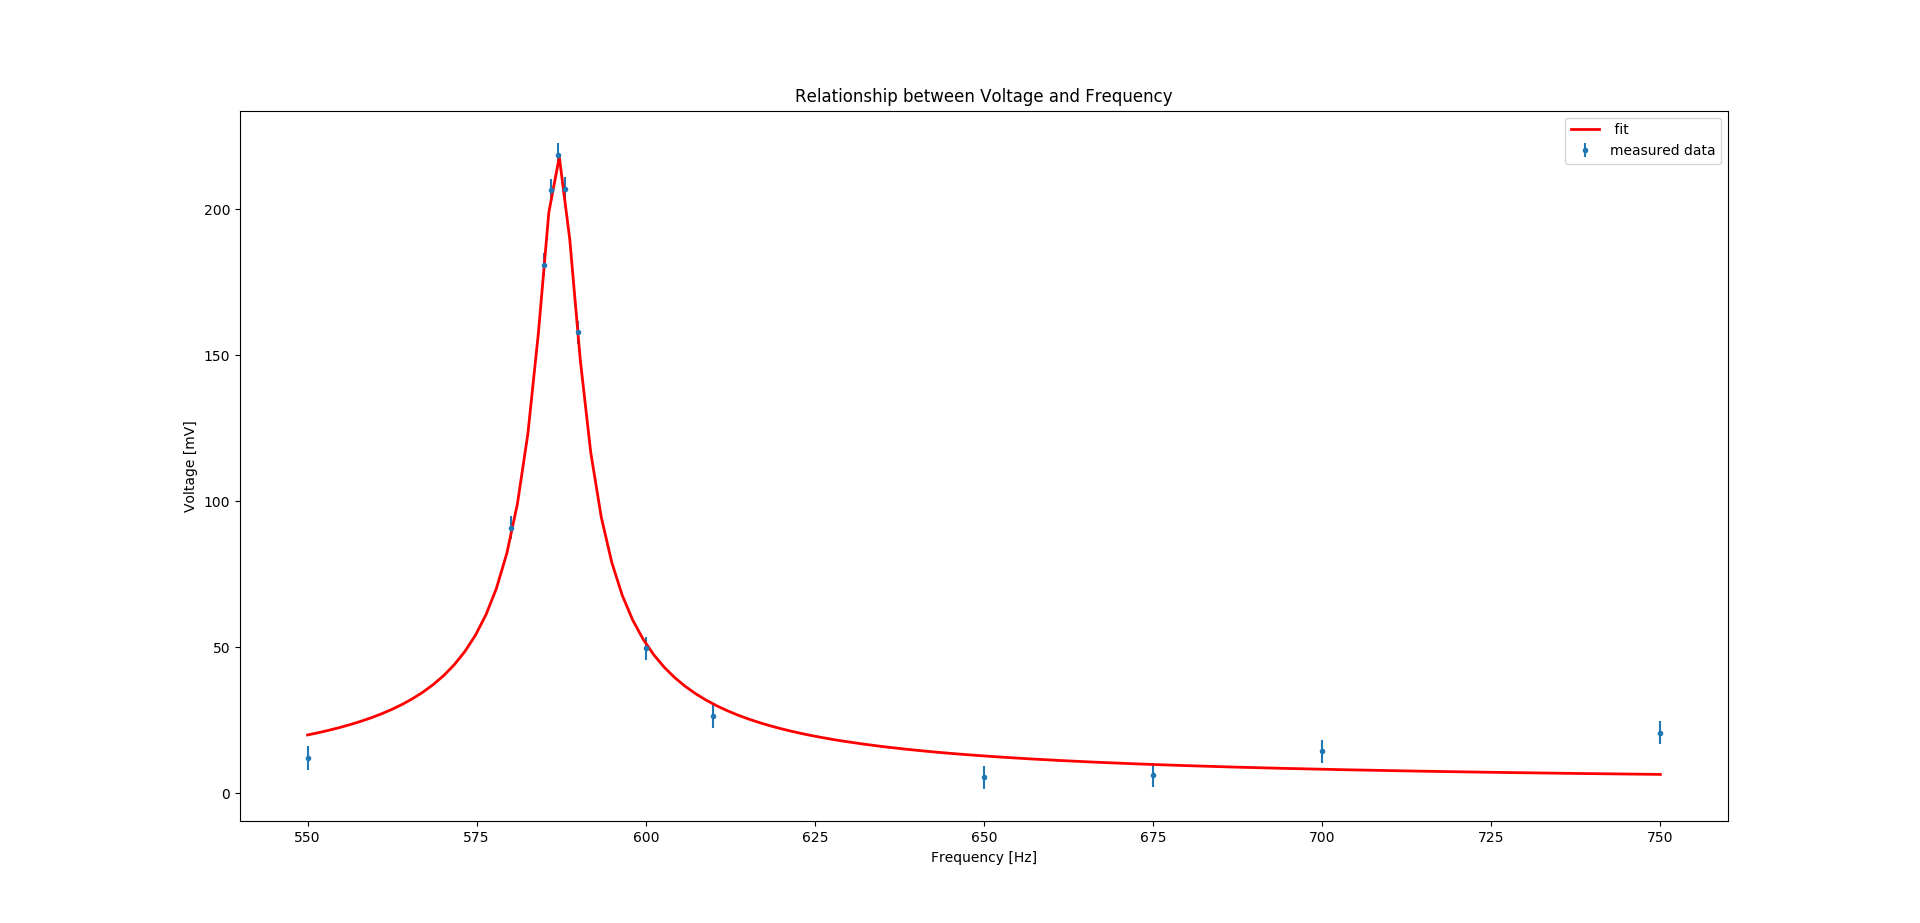 Relationship between Voltage and Frequency
fit
measured data
Voltage [mV]
200
150
100
50
0
550 575 600 625 650 675 700 725 750
Frequency [Hz]